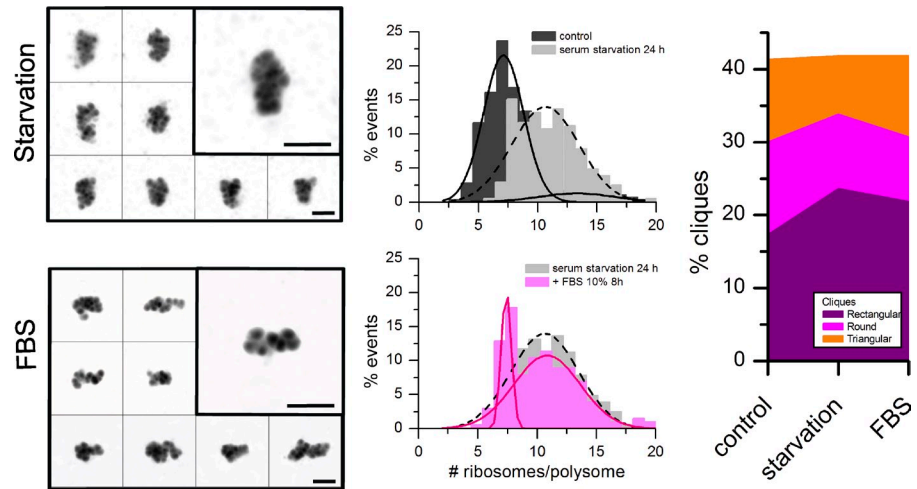 Starvation
FBS
control
serum starvation 24 h
% events
25
20
15
10
5
0
0
5
10
15
20
serum starvation 24 h
+ FBS 10% 8h
% events
25
20
15
10
5
0
0
5
10
15
20
# ribosomes/polysome
% cliques
40
30
20
10
0
Cliques
Rectangular
Round
Triangular
control
starvation
FBS